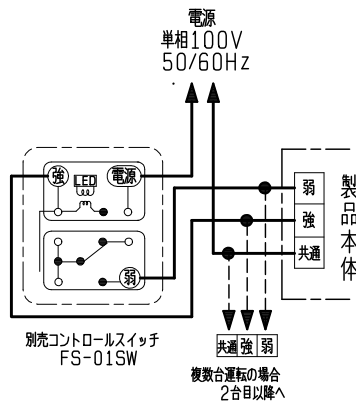 電源
単相100V
50/60Hz
強
LED
電源
弱
弱
強
共通
製品本体
別売コントロールスイッチ
FS-01SW
共通 強 弱
複数台運転の場合
2台目以降へ